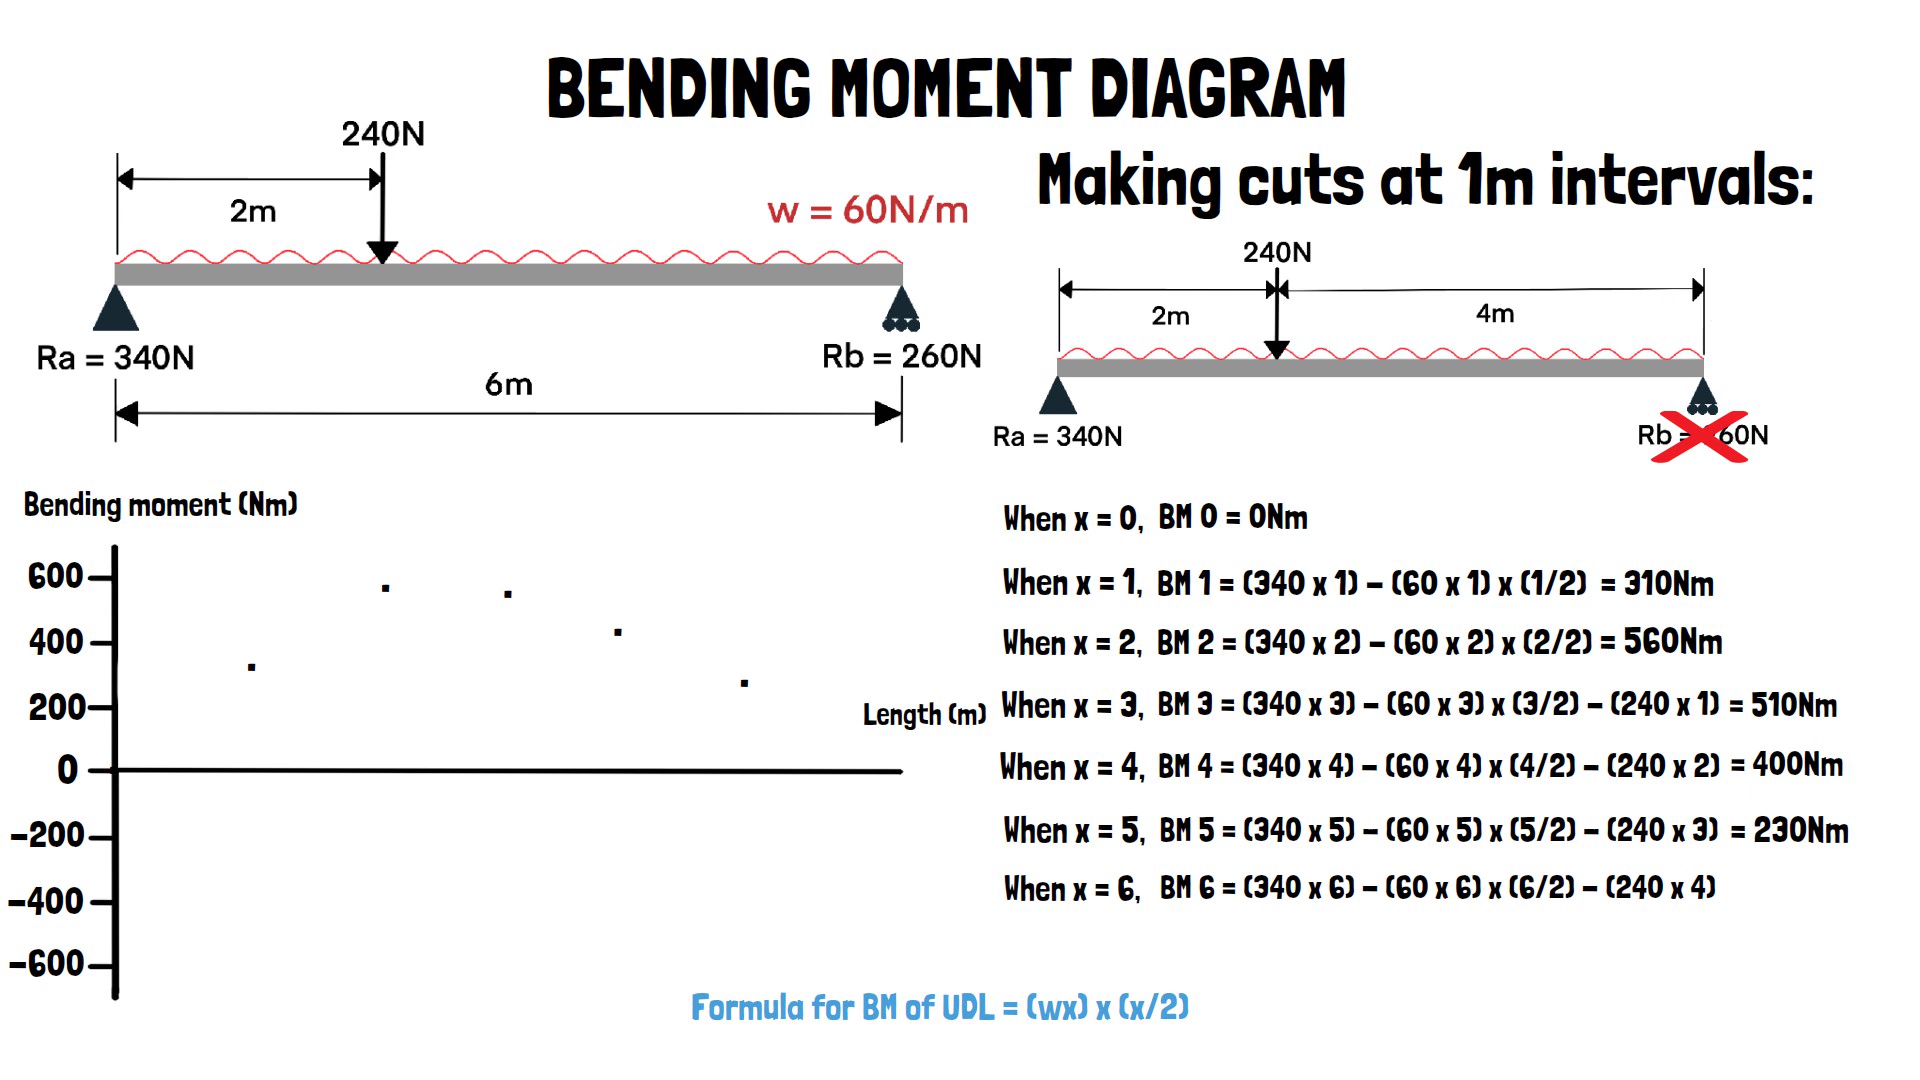 BENDING MOMENT DIAGRAM
240N
2m
w = 60N/m
Ra = 340N
Rb = 260N
6m
Making cuts at 1m intervals:
240N
2m
4m
Ra = 340N
Rb = 60N
Bending moment (Nm)
600
400
200
0
-200
-400
-600
Length (m)
When x = 0, BM 0 = 0Nm
When x = 1, BM 1 = (340 x 1) – (60 x 1) x (1/2) = 310Nm
When x = 2, BM 2 = (340 x 2) – (60 x 2) x (2/2) = 560Nm
When x = 3, BM 3 = (340 x 3) – (60 x 3) x (3/2) – (240 x 1) = 510Nm
When x = 4, BM 4 = (340 x 4) – (60 x 4) x (4/2) – (240 x 2) = 400Nm
When x = 5, BM 5 = (340 x 5) – (60 x 5) x (5/2) – (240 x 3) = 230Nm
When x = 6, BM 6 = (340 x 6) – (60 x 6) x (6/2) – (240 x 4)
Formula for BM of UDL = (wx) x (x/2)